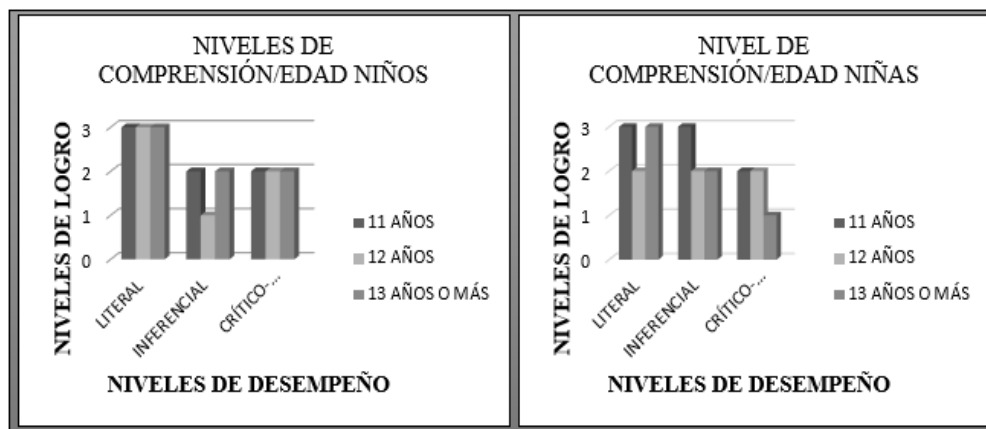 NIVELES DE
COMPRENSIÓN/EDAD NIÑOS
NIVELES DE LOGRO
3
2
1
0
LITERAL
INFERENCIAL
CRÍTICO-...
11 AÑOS
12 AÑOS
13 AÑOS O MÁS
NIVELES DE DESEMPEÑO
NIVEL DE
COMPRENSIÓN/EDAD NIÑAS
NIVELES DE LOGRO
3
2
1
0
LITERAL
INFERENCIAL
CRÍTICO-...
11 AÑOS
12 AÑOS
13 AÑOS O MÁS
NIVELES DE DESEMPEÑO